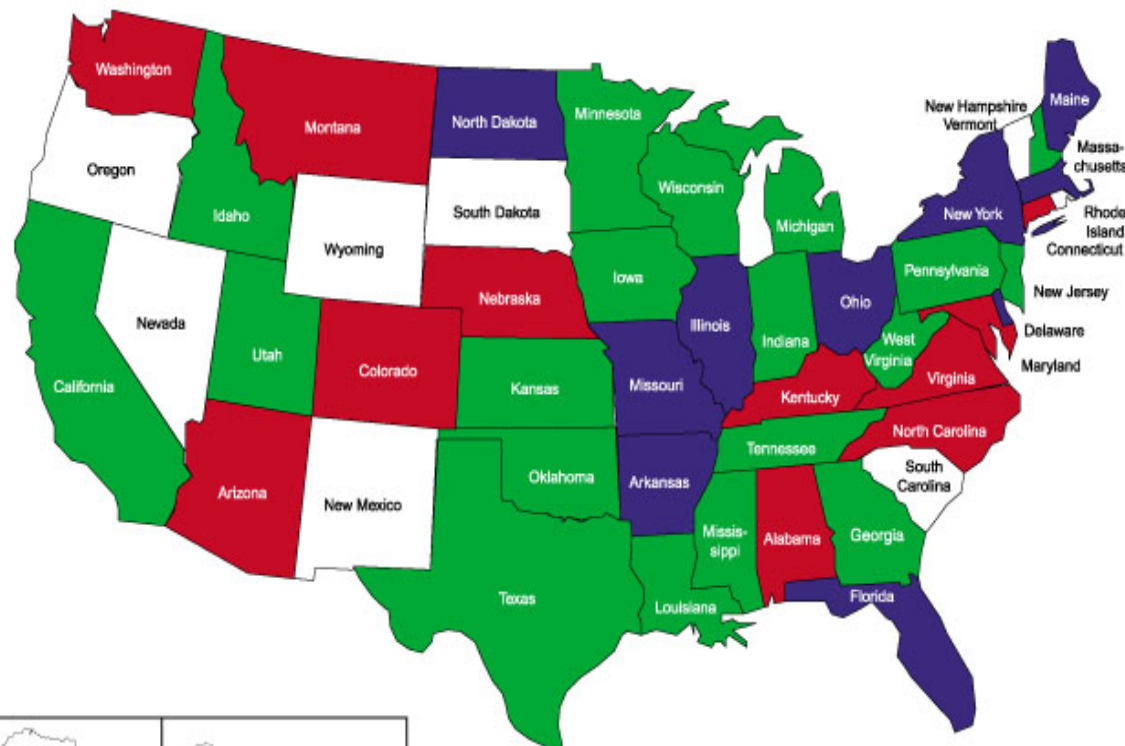 Washington
Montana
North Dakota
Minnesota
New Hampshire
Vermont
Maine
Massa-
chusetts
Oregon
Idaho
Wyoming
South Dakota
Wisconsin
Michigan
New York
Rhode
Island
Connecticut
Nebraska
Iowa
Pennsylvania
New Jersey
Nevada
Utah
Colorado
Illinois
Indiana
Ohio
West
Virginia
Delaware
Maryland
California
Kansas
Missouri
Kentucky
Virginia
Arizona
New Mexico
Oklahoma
Arkansas
Tennessee
North Carolina
South
Carolina
Texas
Louisiana
Missis-
sippi
Alabama
Georgia
Florida